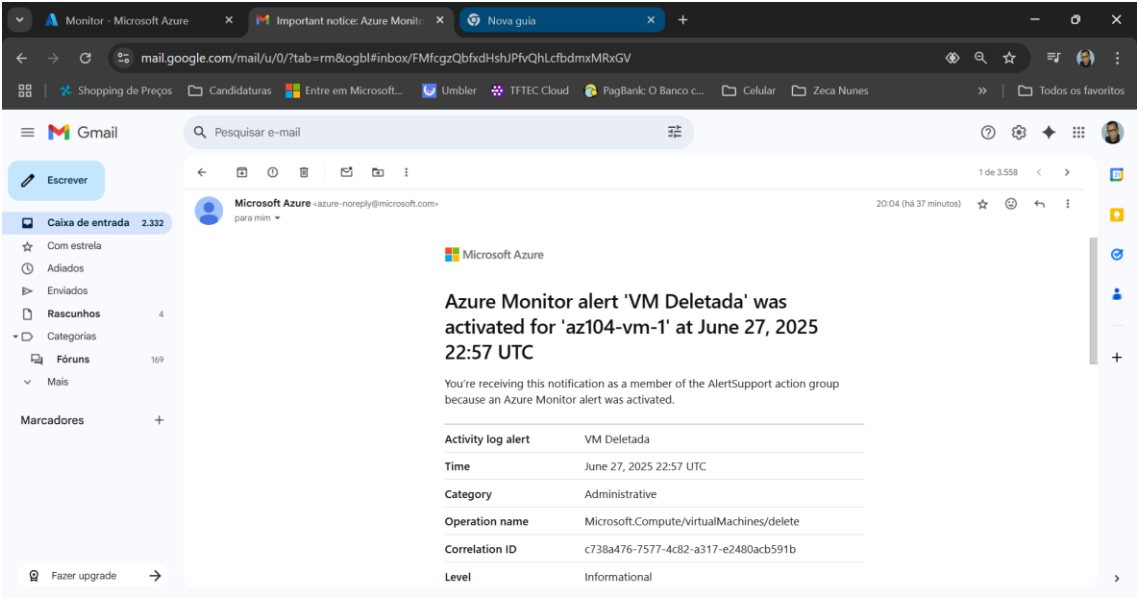 Monitor - Microsoft Azure
Important notice: Azure Monito
Nova guia
mail.google.com/mail/u/0/?tab=rm&ogbl#inbox/FMfcgzQbfxdHshJPfvQhLcfbdmxMRxGV
Shopping de Preços
Candidaturas
Entre em Microsoft...
Umbler
TFTEC Cloud
PagBank: O Banco c...
Celular
Zeca Nunes
Todos os favoritos
Gmail
Pesquisar e-mail
Escrever
1 de 3.558
Caixa de entrada 2.332
Com estrela
Adiados
Enviados
Rascunhos 4
Categorias
Fóruns 169
Mais
Marcadores
Fazer upgrade
Microsoft Azure <azure-noreply@microsoft.com>
para mim
20:04 (há 37 minutos)
Microsoft Azure
Azure Monitor alert 'VM Deletada' was
activated for 'az104-vm-1' at June 27, 2025
22:57 UTC
You're receiving this notification as a member of the AlertSupport action group
because an Azure Monitor alert was activated.
Activity log alert VM Deletada
Time June 27, 2025 22:57 UTC
Category Administrative
Operation name Microsoft.Compute/virtualMachines/delete
Correlation ID c738a476-7577-4c82-a317-e2480acb591b
Level Informational